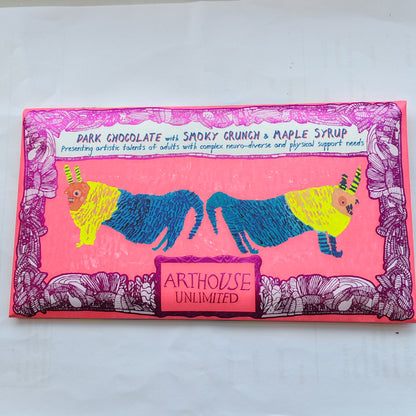 DARK CHOCOLATE with SMOKY CRUNCH & MAPLE SYRUP
Presenting artistic talents of adults with complex neuro-diverse and physical support needs
ARTHOUSE
UNLIMITED